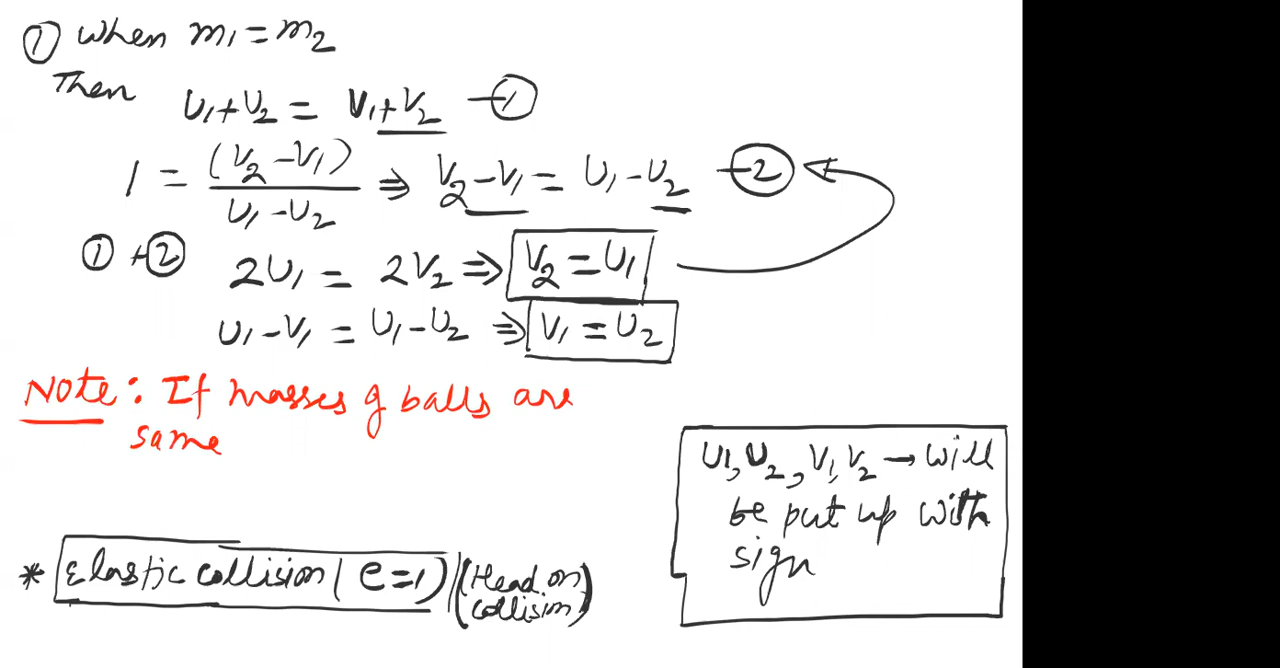 ① When m₁ = m₂
Then U₁+U₂ = V₁+V₂ —①
1 = (V₂-V₁)/U₁-U₂ ⇒ V₂-V₁ = U₁-U₂ —②
①+② 2U₁ = 2V₂ ⇒ V₂ = U₁
U₁-V₁ = U₁-U₂ ⇒ V₁ = U₂
Note: If masses of balls are
same
U₁, U₂, V₁, V₂ → will
be put up with
sign
* Elastic collision (e=1) (Head on
collision)